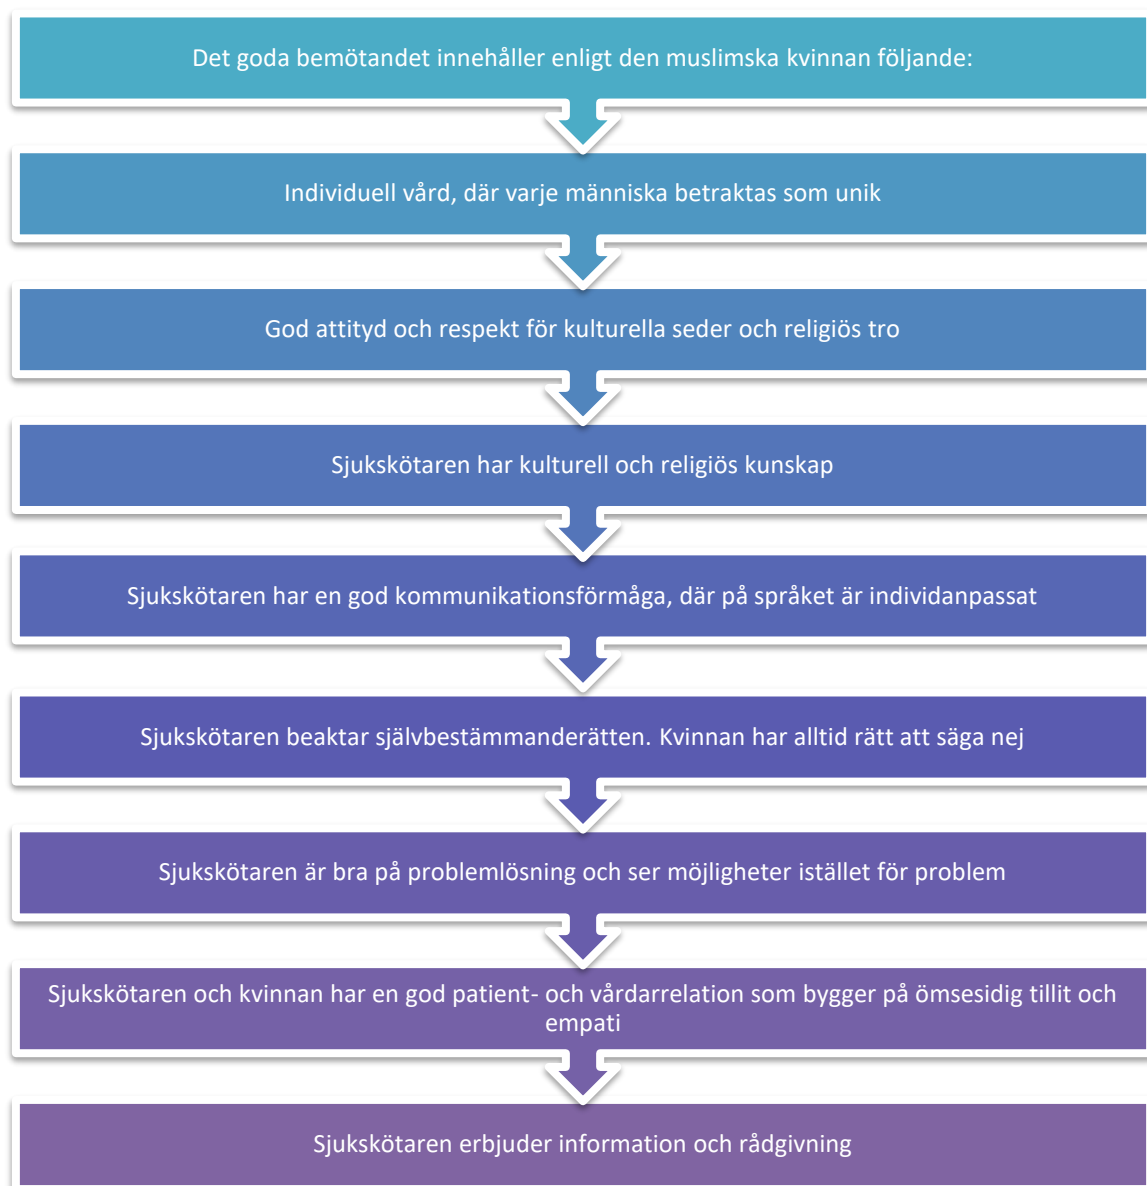 Det goda bemötandet innehåller enligt den muslimska kvinnan följande:
Individuell vård, där varje människa betraktas som unik
God attityd och respekt för kulturella seder och religiös tro
Sjukskötaren har kulturell och religiös kunskap
Sjukskötaren har en god kommunikationsförmåga, där på språket är individanpassat
Sjukskötaren beaktar självbestämmanderätten. Kvinnan har alltid rätt att säga nej
Sjukskötaren är bra på problemlösning och ser möjligheter istället för problem
Sjukskötaren och kvinnan har en god patient- och vårdarrelation som bygger på ömsesidig tillit och
empati
Sjukskötaren erbjuder information och rådgivning